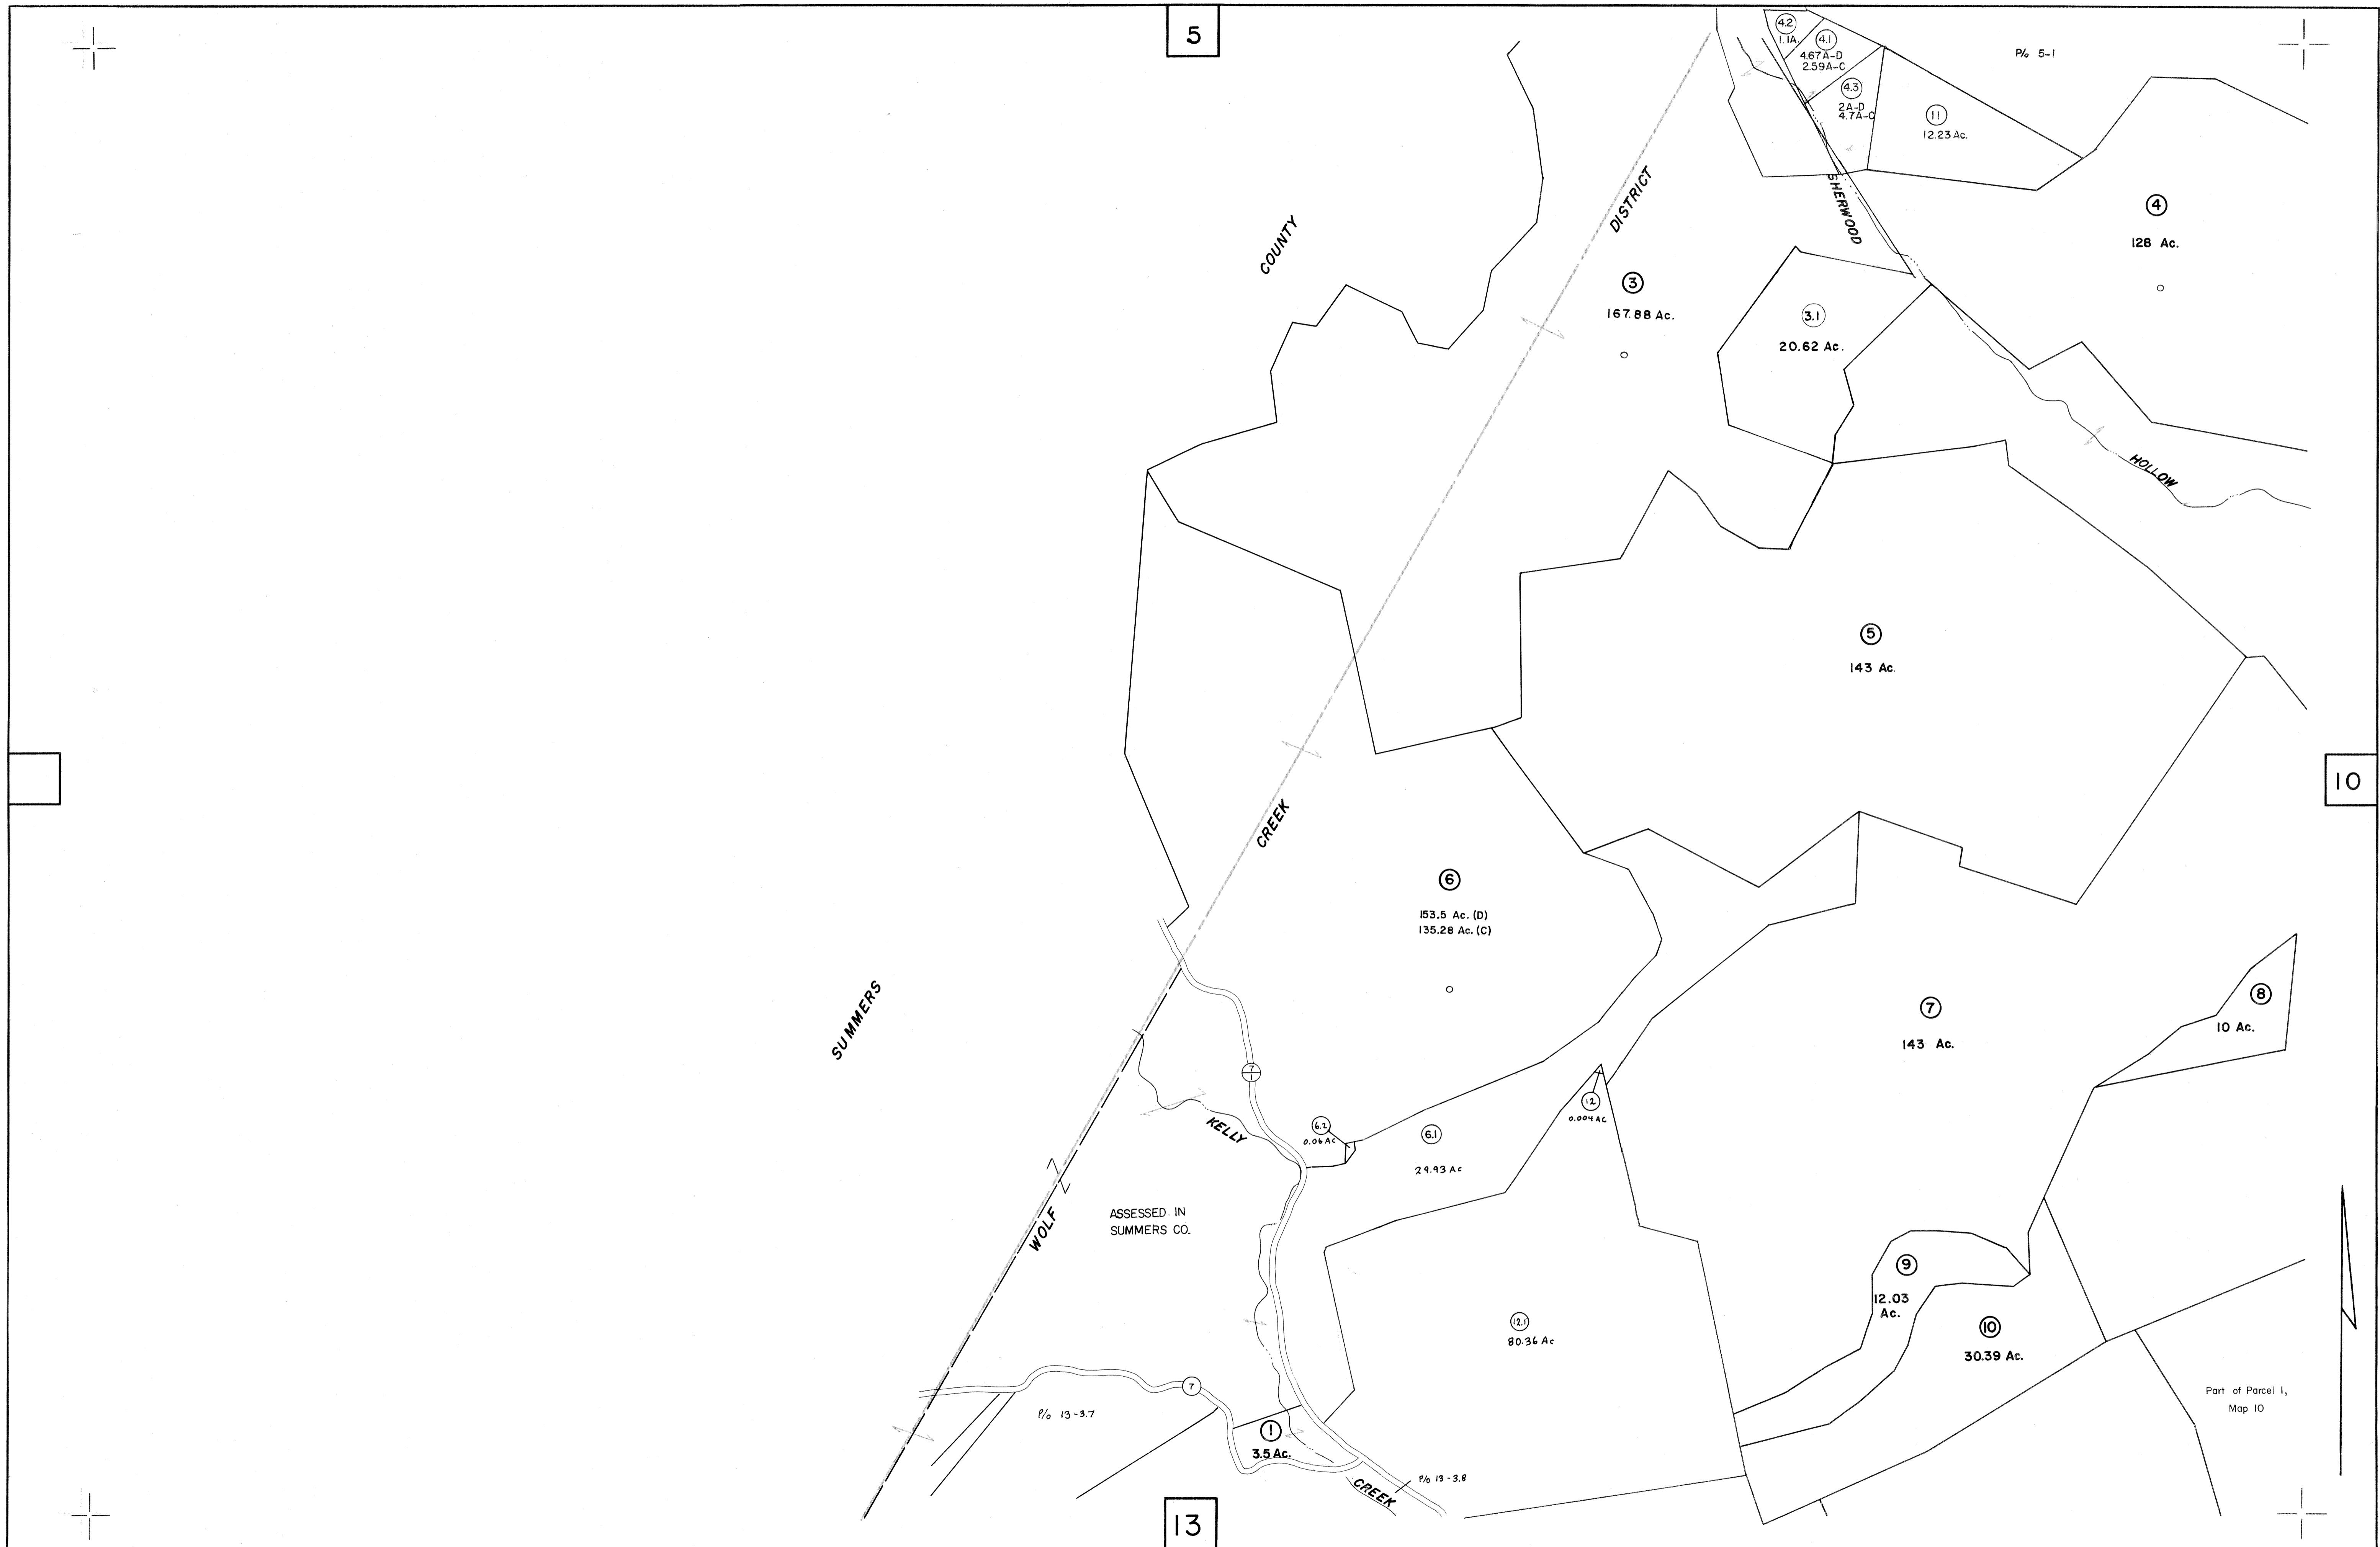 5
4.2
1.1A.
4.1
4.67A-D
2.59A-C
P/o 5-1
4.3
2A-D
4.7A-C
11
12.23 Ac.
SHERWOOD
DISTRICT
COUNTY
4
128 Ac.
3
167.88 Ac.
3.1
20.62 Ac.
HOLLOW
5
143 Ac.
10
CREEK
6
153.5 Ac. (D)
135.28 Ac. (C)
SUMMERS
7
143 Ac.
8
10 Ac.
7
1
KELLY
6.2
0.06 AC
6.1
29.93 Ac
12
0.004 AC
WOLF
ASSESSED IN
SUMMERS CO.
9
12.03
Ac.
12.1
80.36 Ac
10
30.39 Ac.
7
P/o 13-3.7
1
3.5 Ac.
Part of Parcel 1,
Map 10
P/o 13-3.8
CREEK
13